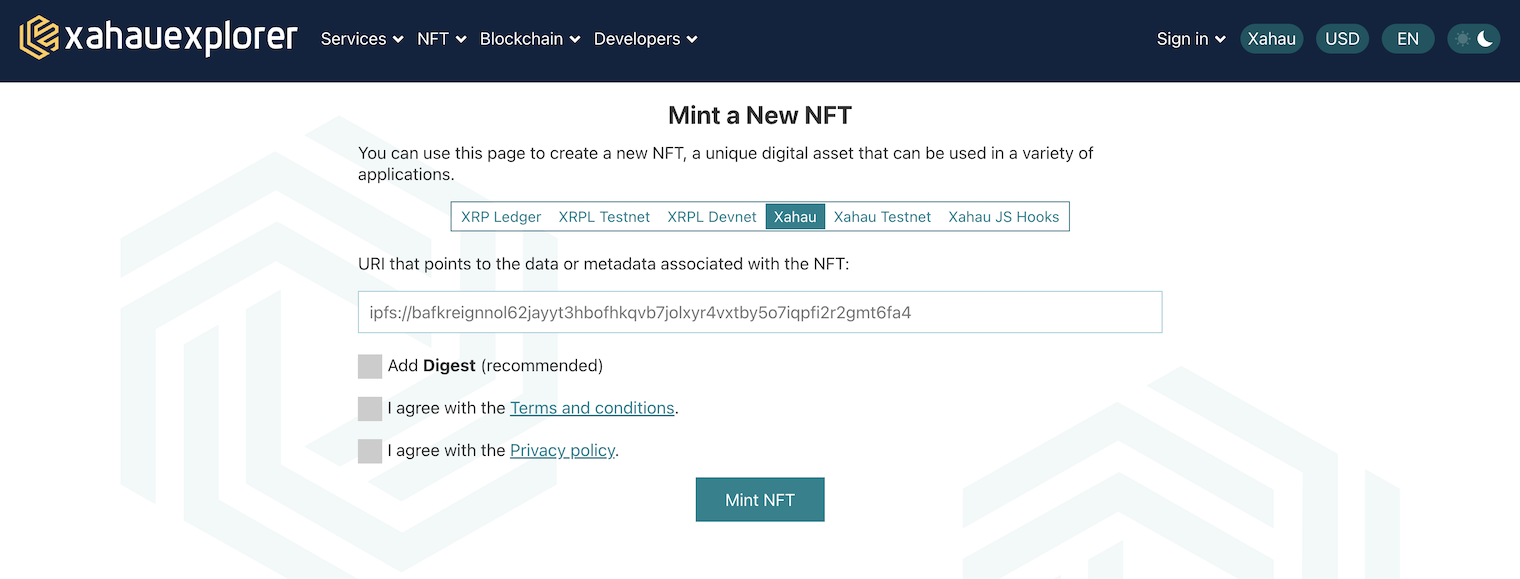 xahauexplorer Services NFT Blockchain Developers Sign in Xahau USD EN
Mint a New NFT
You can use this page to create a new NFT, a unique digital asset that can be used in a variety of
applications.
XRP Ledger XRPL Testnet XRPL Devnet Xahau Xahau Testnet Xahau JS Hooks
URI that points to the data or metadata associated with the NFT:
ipfs://bafkreignnol62jayyt3hbofhkqvb7jolxyr4vxtby5o7iqpfi2r2gmt6fa4
Add Digest (recommended)
I agree with the Terms and conditions.
I agree with the Privacy policy.
Mint NFT